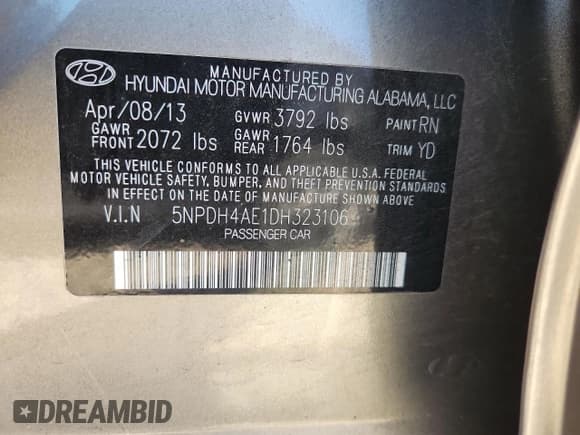 MANUFACTURED BY
HYUNDAI MOTOR MANUFACTURING ALABAMA, LLC
Apr/08/13 GVWR 3792 lbs PAINT RN
GAWR FRONT 2072 lbs GAWR REAR 1764 lbs TRIM YD
THIS VEHICLE CONFORMS TO ALL APPLICABLE U.S.A. FEDERAL
MOTOR VEHICLE SAFETY, BUMPER, AND THEFT PREVENTION STANDARDS
IN EFFECT ON THE DATE OF MANUFACTURE SHOWN ABOVE.
V.I.N 5NPDH4AE1DH323106
PASSENGER CAR
DREAMBID